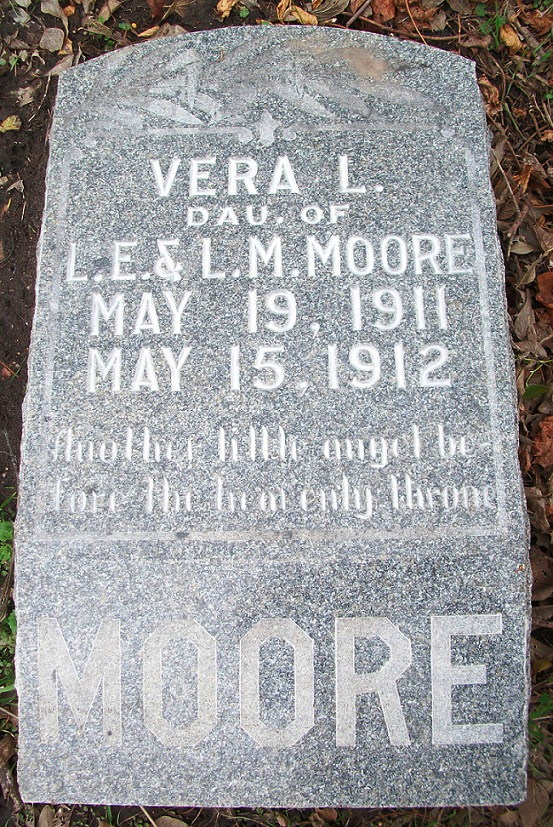 VERA L.
DAU. OF
L.E. & L.M. MOORE
MAY 19, 1911
MAY 15, 1912
Another little angel be-
fore the heavenly throne
MOORE